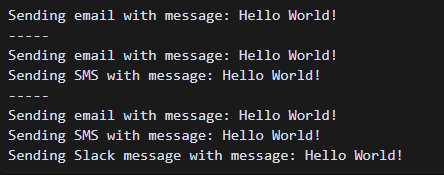 Sending email with message: Hello World!
-----
Sending email with message: Hello World!
Sending SMS with message: Hello World!
-----
Sending email with message: Hello World!
Sending SMS with message: Hello World!
Sending Slack message with message: Hello World!